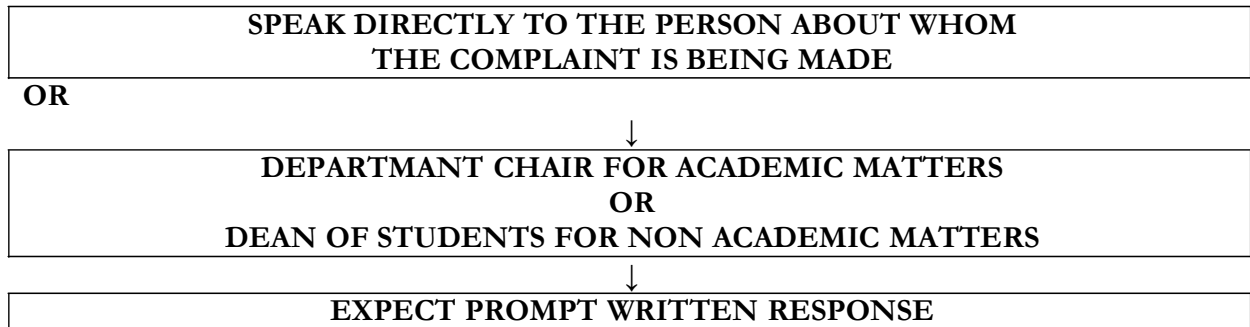 SPEAK DIRECTLY TO THE PERSON ABOUT WHOM
THE COMPLAINT IS BEING MADE
OR
↓
DEPARTMANT CHAIR FOR ACADEMIC MATTERS
OR
DEAN OF STUDENTS FOR NON ACADEMIC MATTERS
↓
EXPECT PROMPT WRITTEN RESPONSE